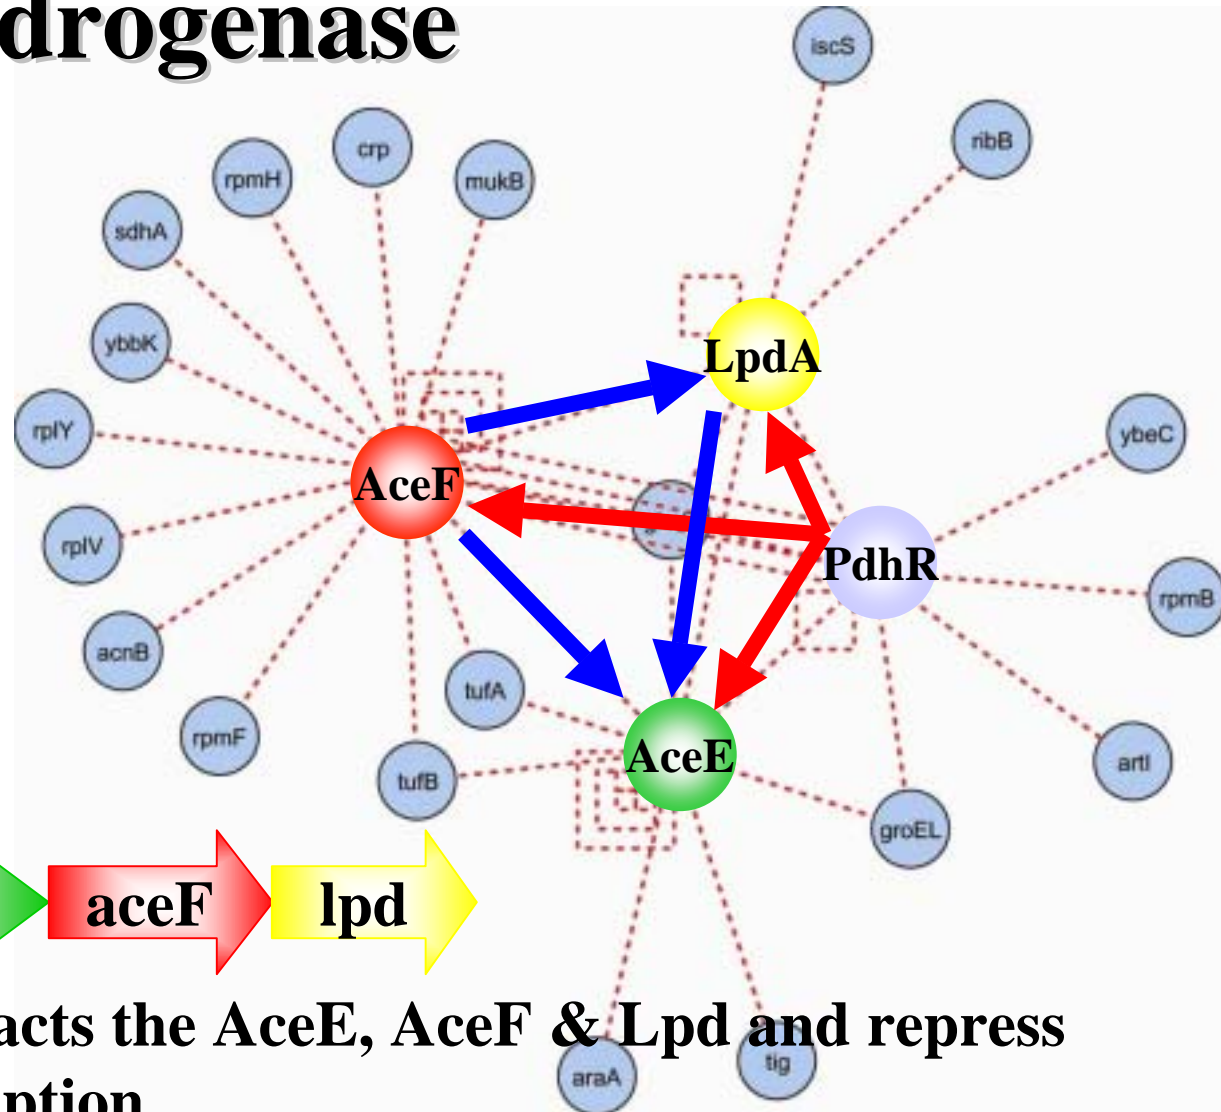 drogenase
iscS
ribB
crp
rpmH
mukB
sdhA
ybbK
LpdA
rplY
ybeC
AceF
rplV
PdhR
rpmB
acnB
tufA
rpmF
AceE
tufB
artI
groEL
aceF
lpd
acts the AceE, AceF & Lpd and repress
araA
tig
ption